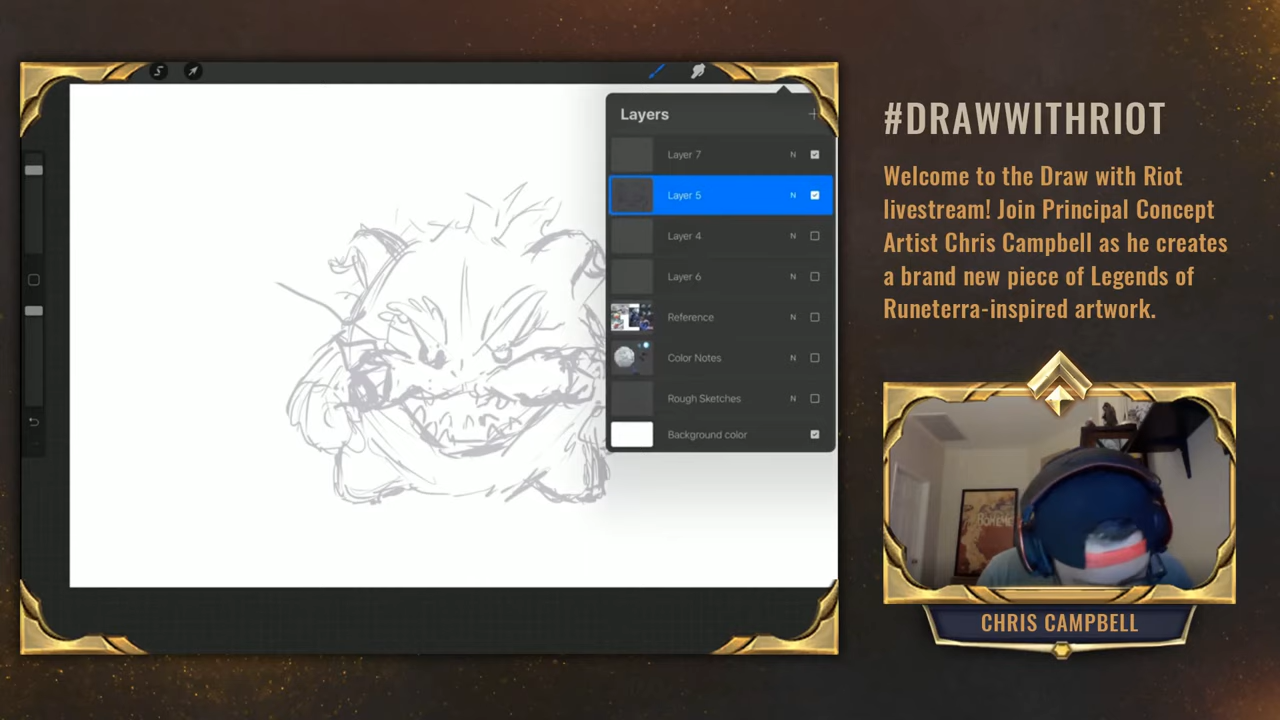 Layers
Layer 7 N
Layer 5 N
Layer 4 N
Layer 6 N
Reference N
Color Notes N
Rough Sketches N
Background color
#DRAWWITHRIOT
Welcome to the Draw with Riot
livestream! Join Principal Concept
Artist Chris Campbell as he creates
a brand new piece of Legends of
Runeterra-inspired artwork.
CHRIS CAMPBELL